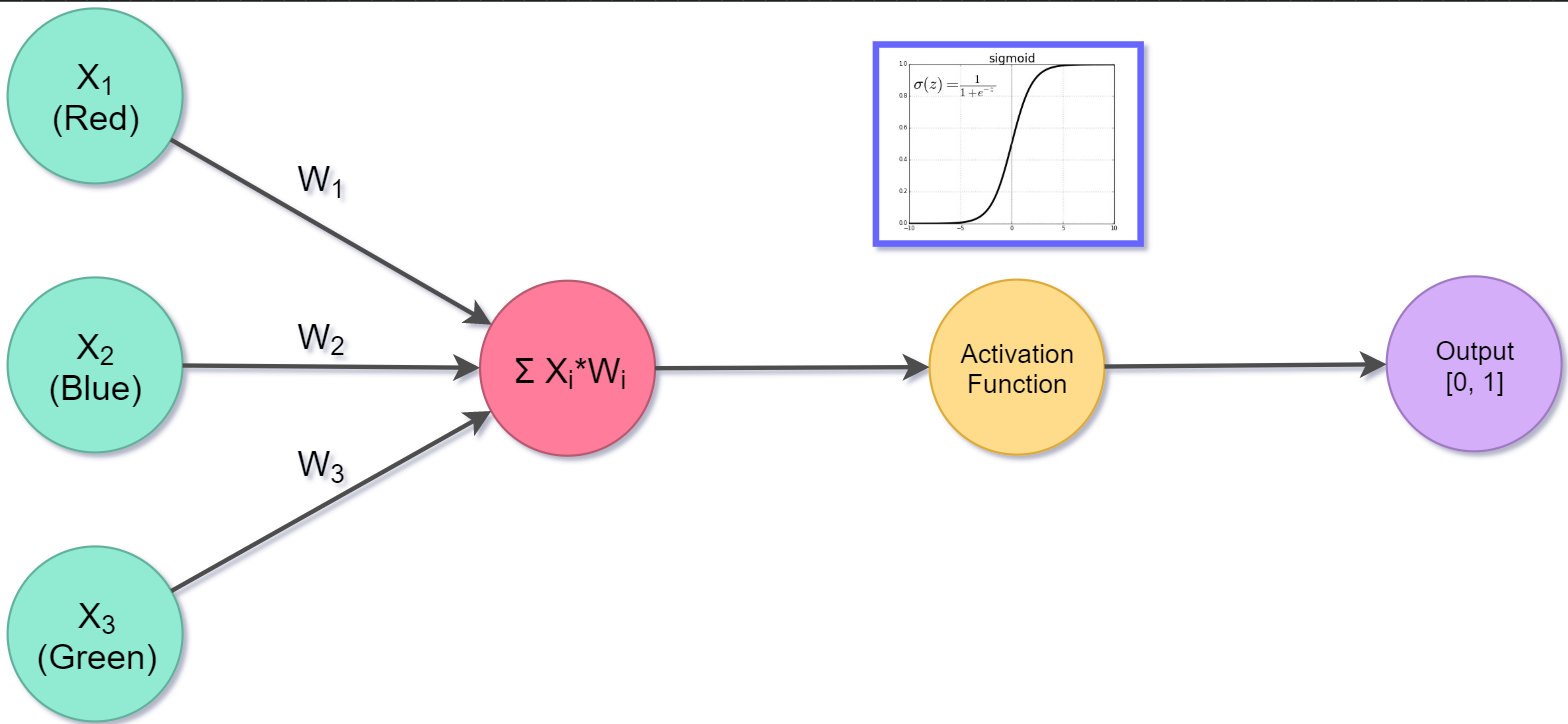 X₁
(Red)
W₁
X₂
(Blue)
W₂
X₃
(Green)
W₃
Σ Xᵢ*Wᵢ
sigmoid
σ(z) = 1/(1+e⁻ᶻ)
1.0
0.8
0.6
0.4
0.2
0.0
−10
−5
0
5
10
Activation
Function
Output
[0, 1]